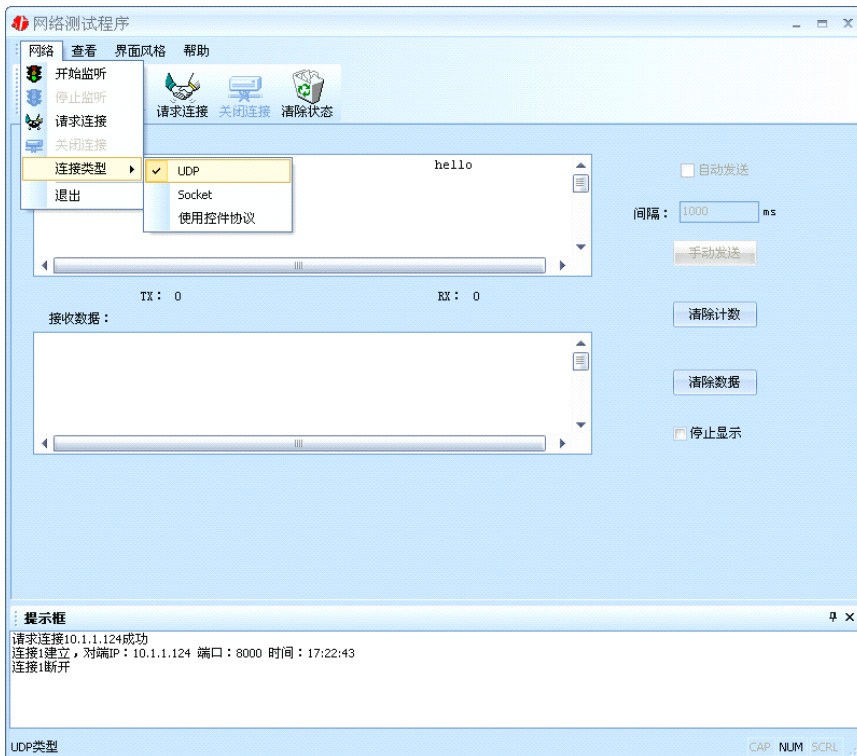 网络测试程序
网络 查看 界面风格 帮助
开始监听
停止监听
请求连接
关闭连接
连接类型
退出
UDP
Socket
使用控件协议
请求连接 关闭连接 清除状态
hello
自动发送
间隔： 1000 ms
手动发送
TX： 0 RX： 0
清除计数
接收数据：
清除数据
停止显示
提示框
请求连接10.1.1.124成功
连接1建立，对端IP：10.1.1.124 端口：8000 时间：17:22:43
连接1断开
UDP类型 CAP NUM SCRL